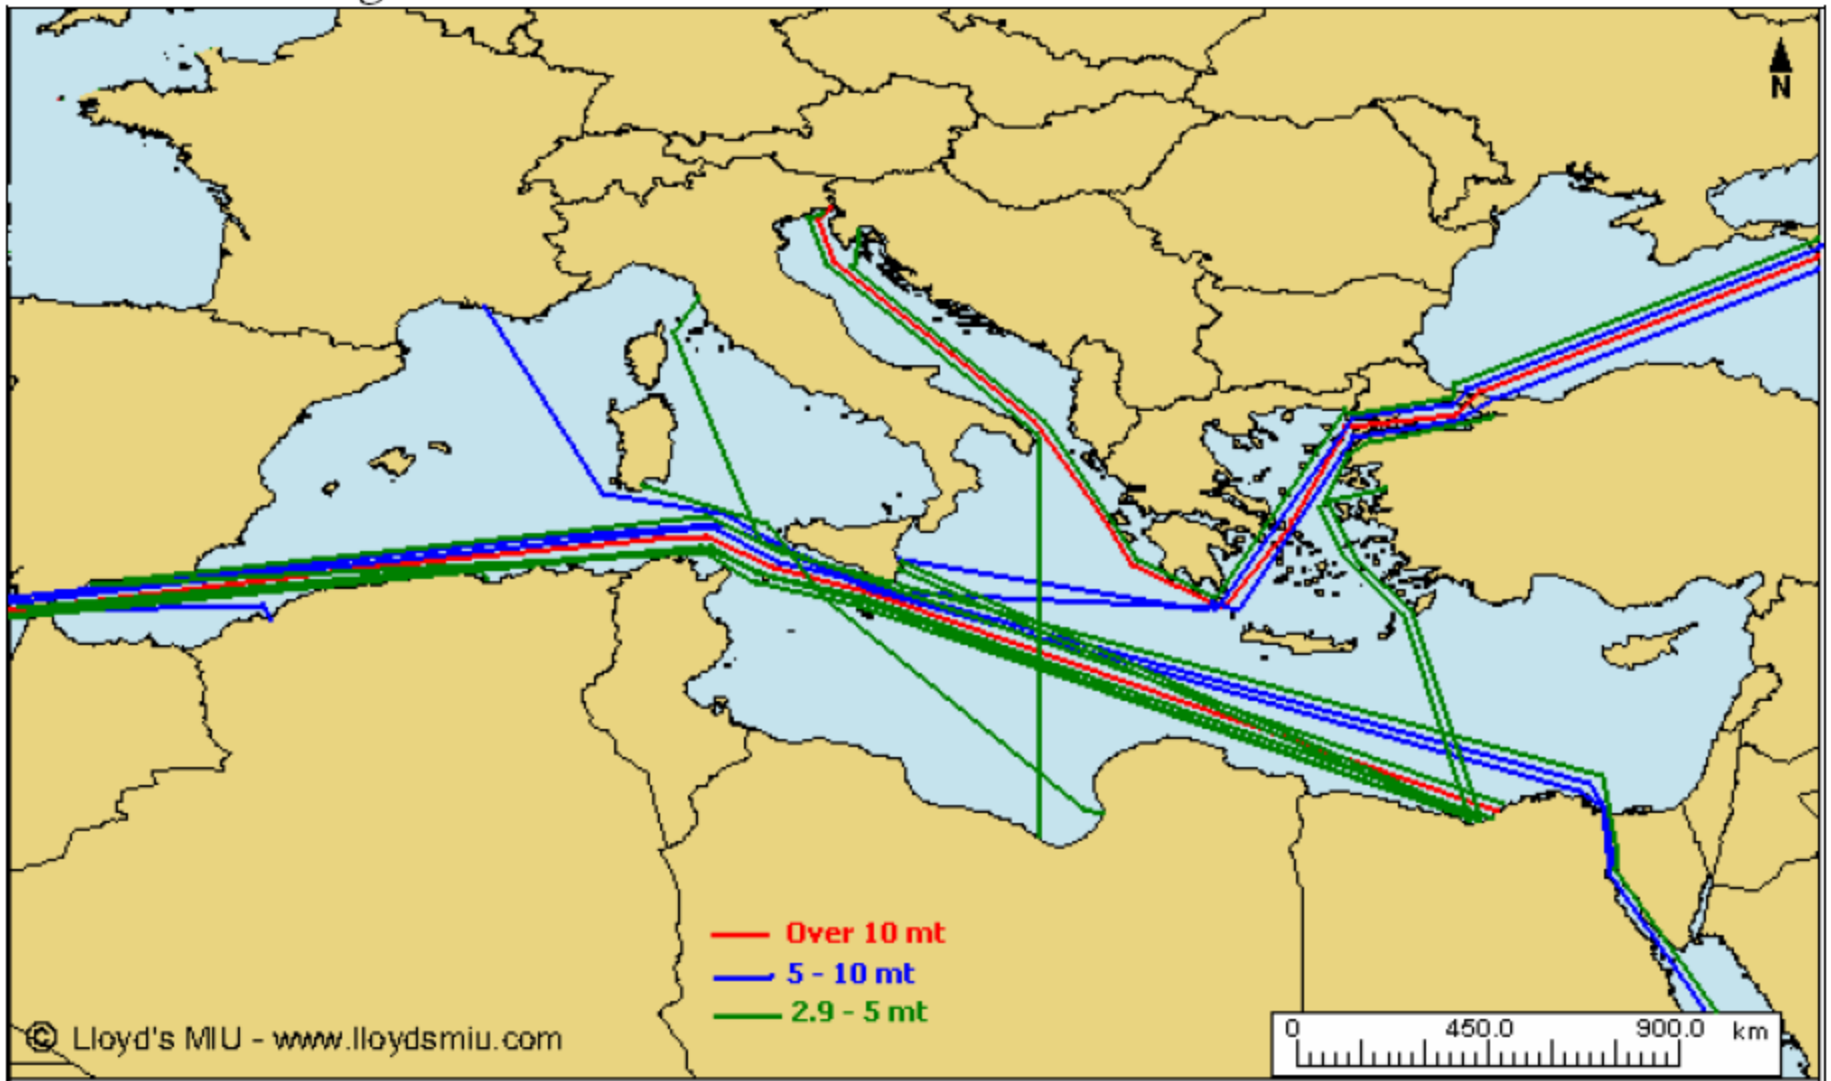 N
Over 10 mt
5 - 10 mt
2.9 - 5 mt
© Lloyd's MIU - www.lloydsmiu.com
0 450.0 900.0 km